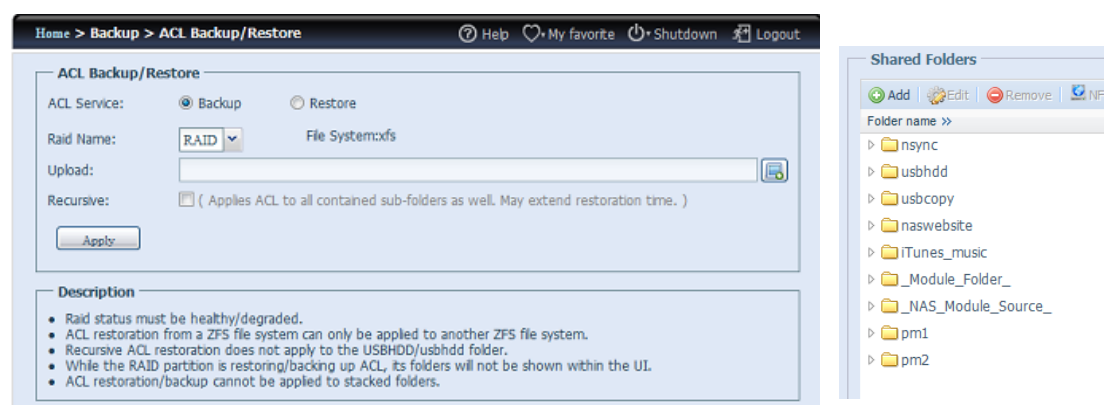 Home > Backup > ACL Backup/Restore
Help My favorite Shutdown Logout
ACL Backup/Restore
ACL Service: Backup Restore
Raid Name: RAID File System:xfs
Upload:
Recursive: ( Applies ACL to all contained sub-folders as well. May extend restoration time. )
Apply
Description
• Raid status must be healthy/degraded.
• ACL restoration from a ZFS file system can only be applied to another ZFS file system.
• Recursive ACL restoration does not apply to the USBHDD/usbhdd folder.
• While the RAID partition is restoring/backing up ACL, its folders will not be shown within the UI.
• ACL restoration/backup cannot be applied to stacked folders.
Shared Folders
Add Edit Remove NF
Folder name >>
nsync
usbhdd
usbcopy
naswebsite
iTunes_music
_Module_Folder_
_NAS_Module_Source_
pm1
pm2